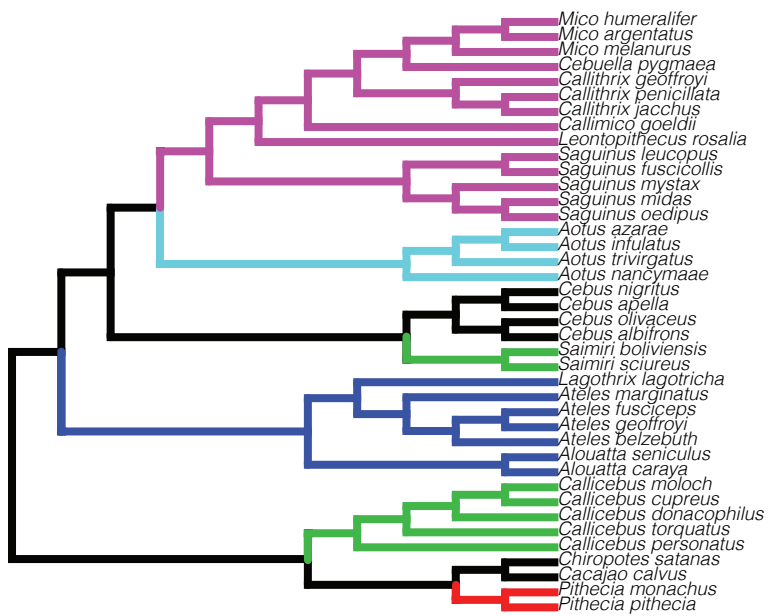 Mico humeralifer
Mico argentatus
Mico melanurus
Cebuella pygmaea
Callithrix geoffroyi
Callithrix penicillata
Callithrix jacchus
Callimico goeldii
Leontopithecus rosalia
Saguinus leucopus
Saguinus fuscicollis
Saguinus mystax
Saguinus midas
Saguinus oedipus
Aotus azarae
Aotus infulatus
Aotus trivirgatus
Aotus nancymaae
Cebus nigritus
Cebus apella
Cebus olivaceus
Cebus albifrons
Saimiri boliviensis
Saimiri sciureus
Lagothrix lagotricha
Ateles marginatus
Ateles fusciceps
Ateles geoffroyi
Ateles belzebuth
Alouatta seniculus
Alouatta caraya
Callicebus moloch
Callicebus cupreus
Callicebus donacophilus
Callicebus torquatus
Callicebus personatus
Chiropotes satanas
Cacajao calvus
Pithecia monachus
Pithecia pithecia